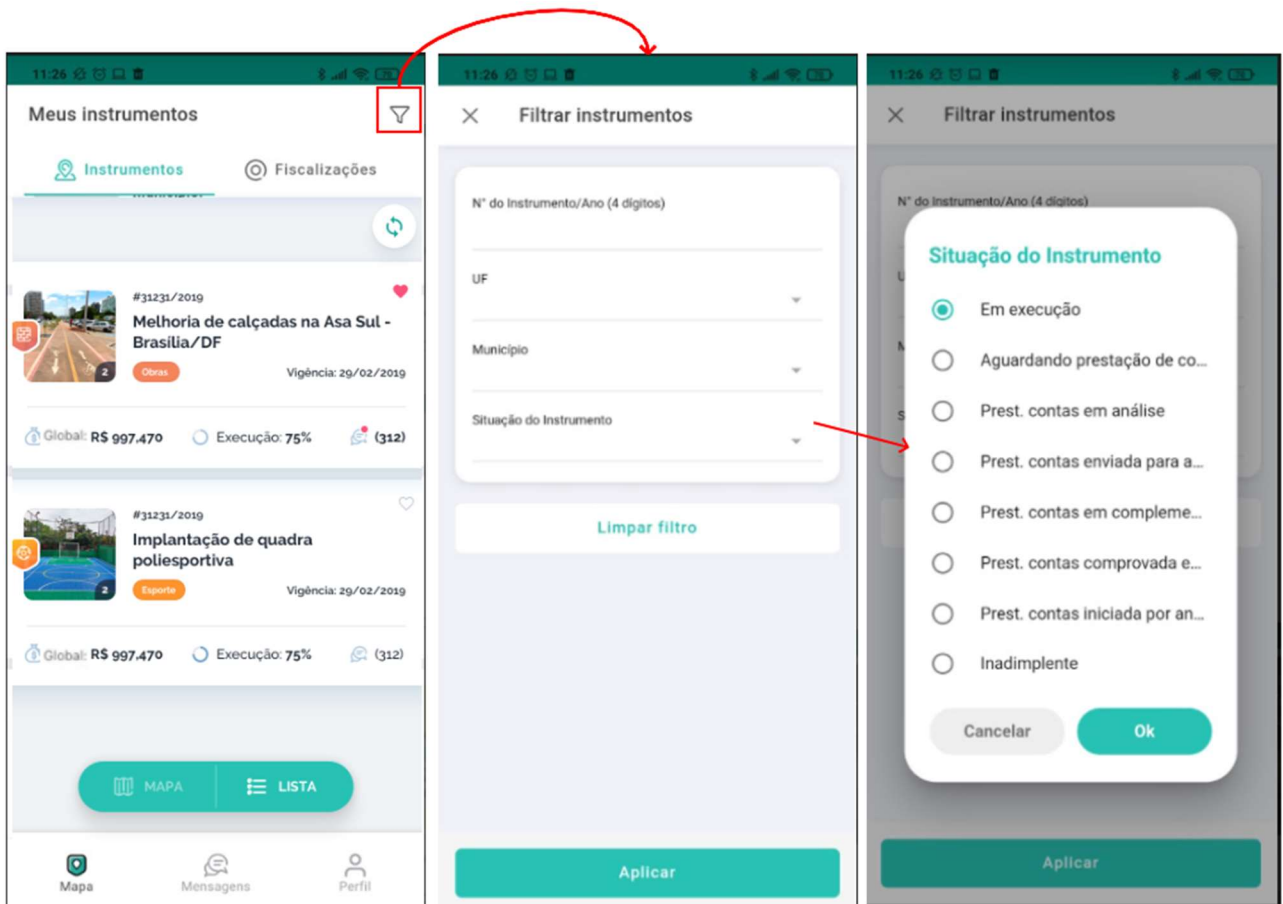 11:26
Meus instrumentos
Instrumentos
Fiscalizações
#31231/2019
Melhoria de calçadas na Asa Sul -
Brasília/DF
2
Obras
Vigência: 29/02/2019
Global: R$ 997.470
Execução: 75%
(312)
#31231/2019
Implantação de quadra
poliesportiva
2
Esporte
Vigência: 29/02/2019
Global: R$ 997.470
Execução: 75%
(312)
MAPA
LISTA
Mapa
Mensagens
Perfil
11:26
Filtrar instrumentos
N° do Instrumento/Ano (4 dígitos)
UF
Município
Situação do Instrumento
Limpar filtro
Aplicar
11:26
Filtrar instrumentos
N° do Instrumento/Ano (4 dígitos)
Situação do Instrumento
Em execução
Aguardando prestação de co...
Prest. contas em análise
Prest. contas enviada para a...
Prest. contas em compleme...
Prest. contas comprovada e...
Prest. contas iniciada por an...
Inadimplente
Cancelar
Ok
Aplicar